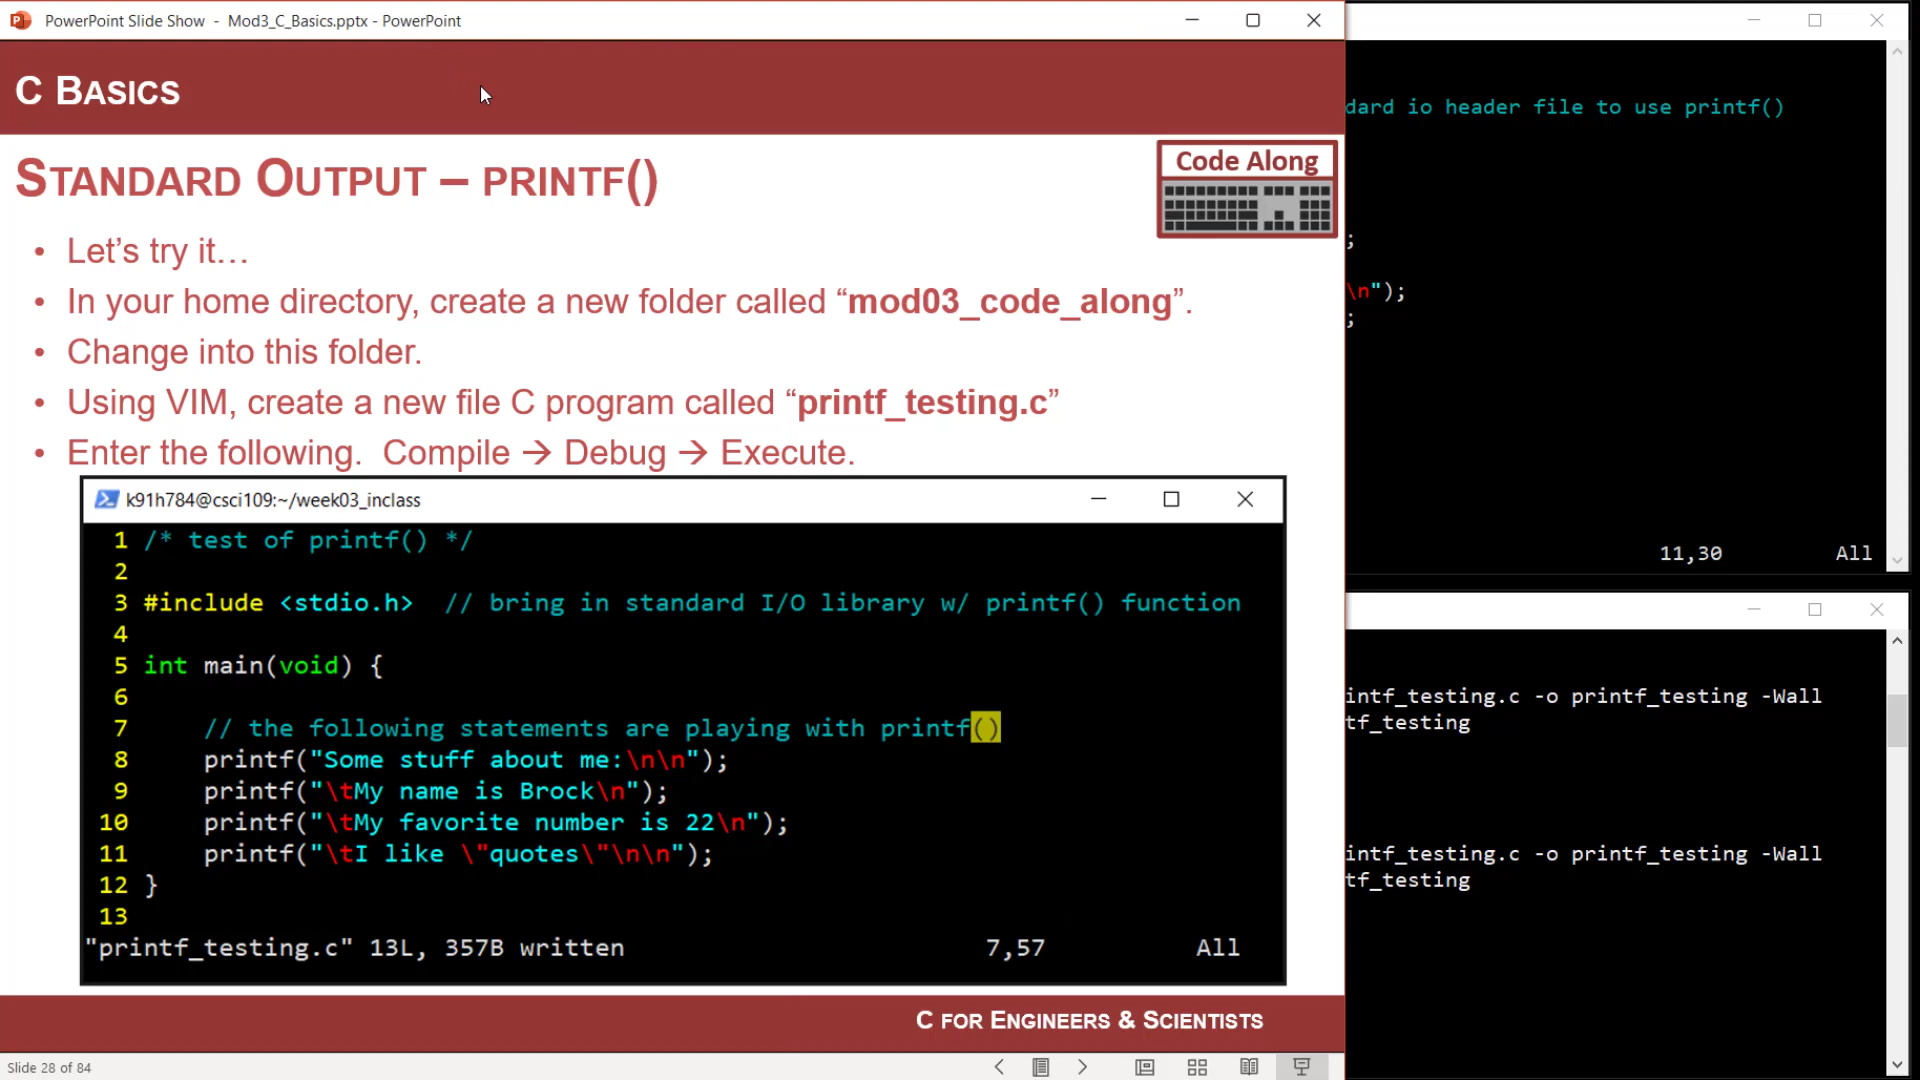 PowerPoint Slide Show - Mod3_C_Basics.pptx - PowerPoint
C BASICS
STANDARD OUTPUT – PRINTF()
Code Along
• Let’s try it…
• In your home directory, create a new folder called “mod03_code_along”.
• Change into this folder.
• Using VIM, create a new file C program called “printf_testing.c”
• Enter the following.  Compile → Debug → Execute.
k91h784@csci109:~/week03_inclass
1 /* test of printf() */
2
3 #include <stdio.h>  // bring in standard I/O library w/ printf() function
4
5 int main(void) {
6
7     // the following statements are playing with printf()
8     printf("Some stuff about me:\n\n");
9     printf("\tMy name is Brock\n");
10     printf("\tMy favorite number is 22\n");
11     printf("\tI like \"quotes\"\n\n");
12 }
13
"printf_testing.c" 13L, 357B written 7,57 All
C FOR ENGINEERS & SCIENTISTS
Slide 28 of 84
dard io header file to use printf()
;
\n");
;
11,30 All
intf_testing.c -o printf_testing -Wall
tf_testing
intf_testing.c -o printf_testing -Wall
tf_testing